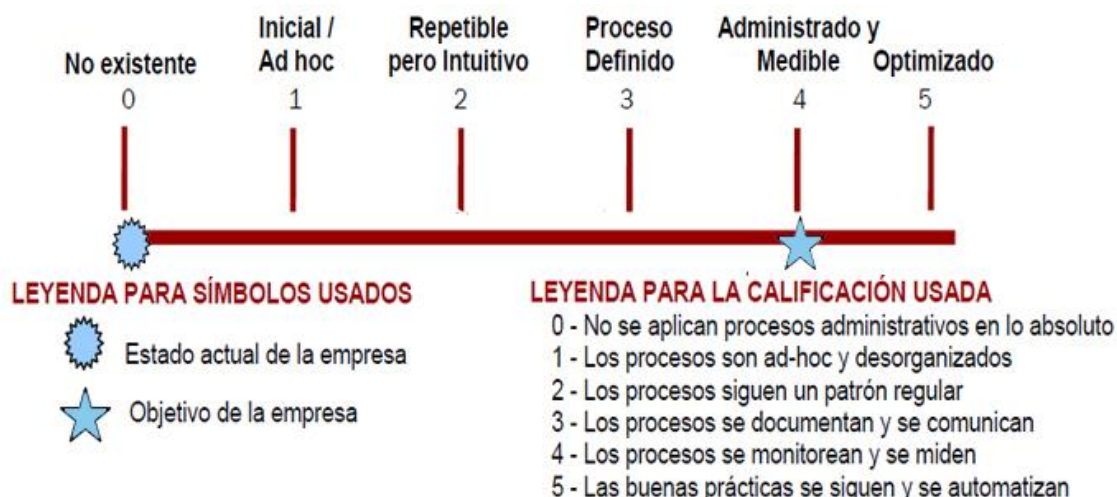 No existente
Inicial /
Ad hoc
Repetible
pero Intuitivo
Proceso
Definido
Administrado y
Medible
Optimizado
0
1
2
3
4
5
LEYENDA PARA SÍMBOLOS USADOS
Estado actual de la empresa
Objetivo de la empresa
LEYENDA PARA LA CALIFICACIÓN USADA
0 - No se aplican procesos administrativos en lo absoluto
1 - Los procesos son ad-hoc y desorganizados
2 - Los procesos siguen un patrón regular
3 - Los procesos se documentan y se comunican
4 - Los procesos se monitorean y se miden
5 - Las buenas prácticas se siguen y se automatizan